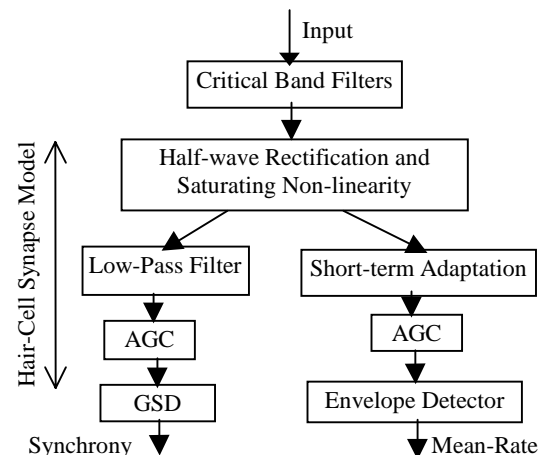 Input
Critical Band Filters
Half-wave Rectification and
Saturating Non-linearity
Hair-Cell Synapse Model
Low-Pass Filter
Short-term Adaptation
AGC
AGC
GSD
Envelope Detector
Synchrony
Mean-Rate